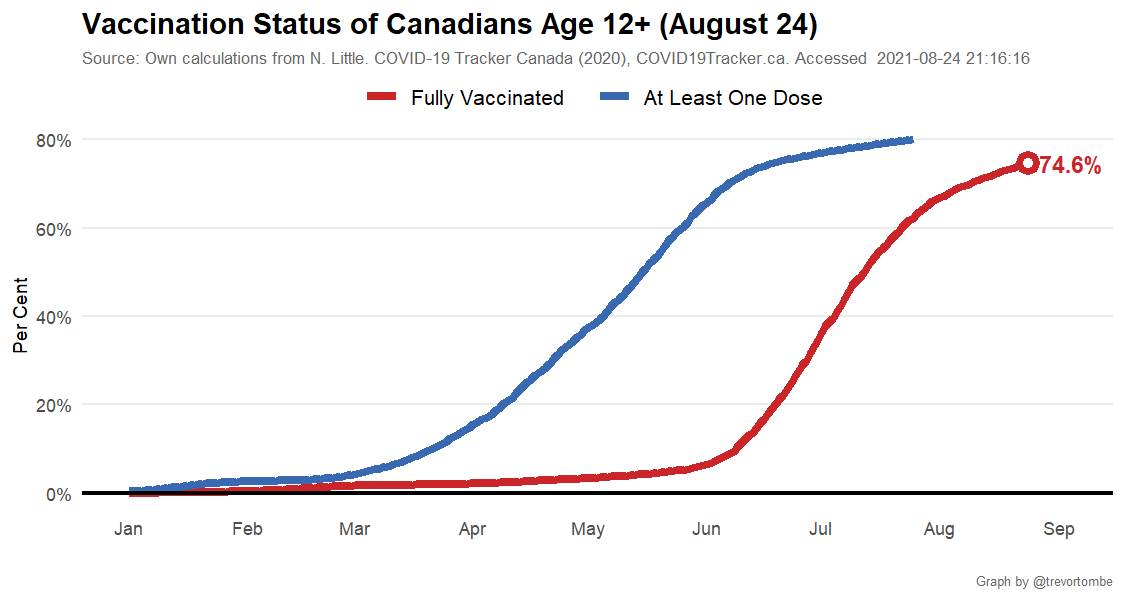 Vaccination Status of Canadians Age 12+ (August 24)
Source: Own calculations from N. Little. COVID-19 Tracker Canada (2020), COVID19Tracker.ca. Accessed  2021-08-24 21:16:16
Fully Vaccinated
At Least One Dose
80%
74.6%
60%
Per Cent
40%
20%
0%
Jan Feb Mar Apr May Jun Jul Aug Sep
Graph by @trevortombe